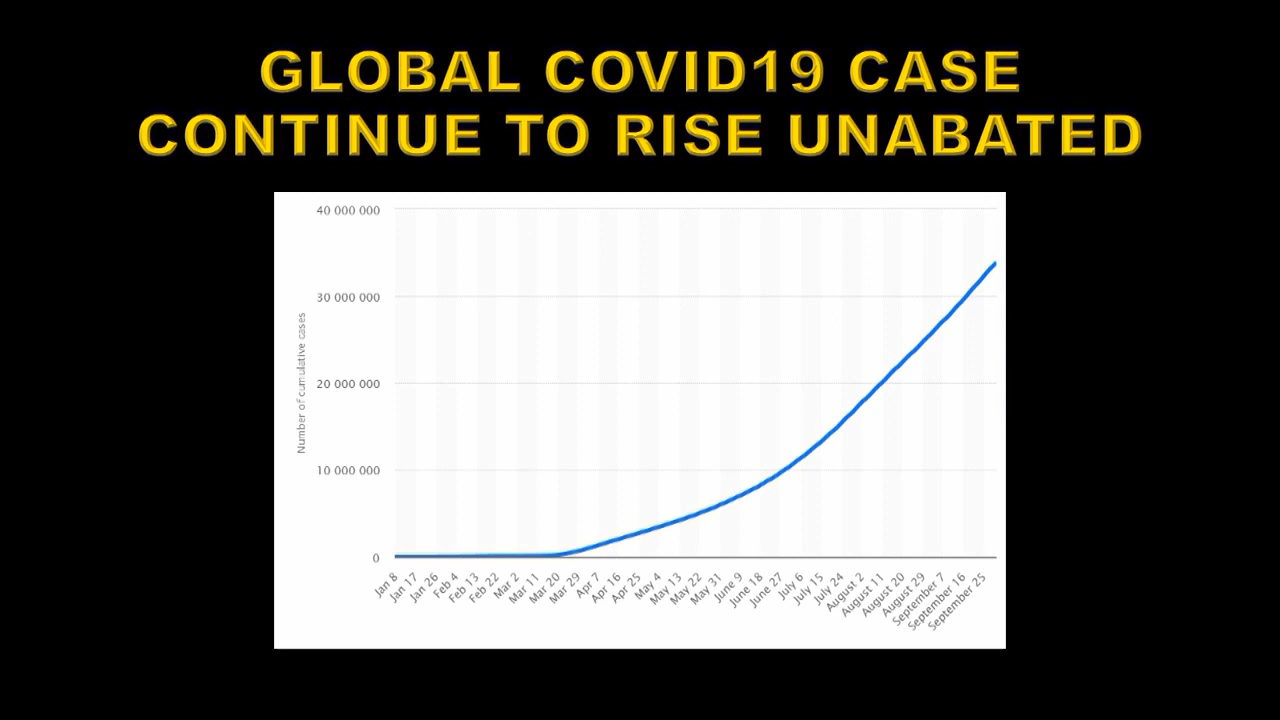 GLOBAL COVID19 CASE
CONTINUE TO RISE UNABATED
40 000 000
30 000 000
20 000 000
10 000 000
0
Number of cumulative cases
Jan 8
Jan 17
Jan 26
Feb 4
Feb 13
Feb 22
Mar 2
Mar 11
Mar 20
Mar 29
Apr 7
Apr 16
Apr 25
May 4
May 13
May 22
May 31
June 9
June 18
June 27
July 6
July 15
July 24
August 2
August 11
August 20
August 29
September 7
September 16
September 25